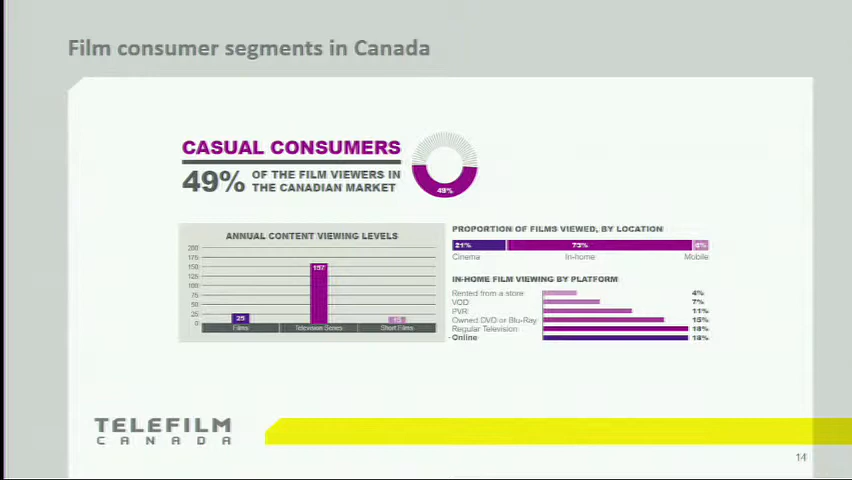 Film consumer segments in Canada
CASUAL CONSUMERS
49% OF THE FILM VIEWERS IN
THE CANADIAN MARKET
49%
ANNUAL CONTENT VIEWING LEVELS
200
175
150
125
100
75
50
25
0
25
157
Films
Television Series
Short Films
PROPORTION OF FILMS VIEWED, BY LOCATION
21% 73% 6%
Cinema In-home Mobile
IN-HOME FILM VIEWING BY PLATFORM
Rented from a store 4%
VOD 7%
PVR 11%
Owned DVD or Blu-Ray 15%
Regular Television 18%
Online 18%
TELEFILM
CANADA
14